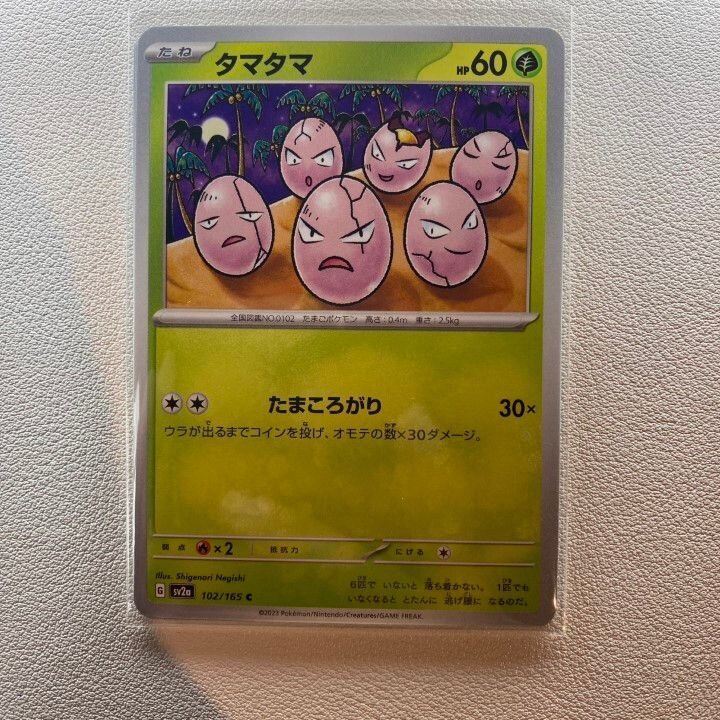 たね タマタマ HP60
全国図鑑NO.0102 たまごポケモン 高さ:0.4m 重さ:2.5kg
たまころがり 30×
ウラが出るまでコインを投げ、オモテの数×30ダメージ。
弱点 ×2 抵抗力 にげる
Illus. Shigenori Negishi
6匹で いないと 落ち着かない。1匹でも
いなくなると とたんに 逃げ腰に なるのだ。
G sv2a 102/165 C
©2023 Pokémon/Nintendo/Creatures/GAME FREAK.